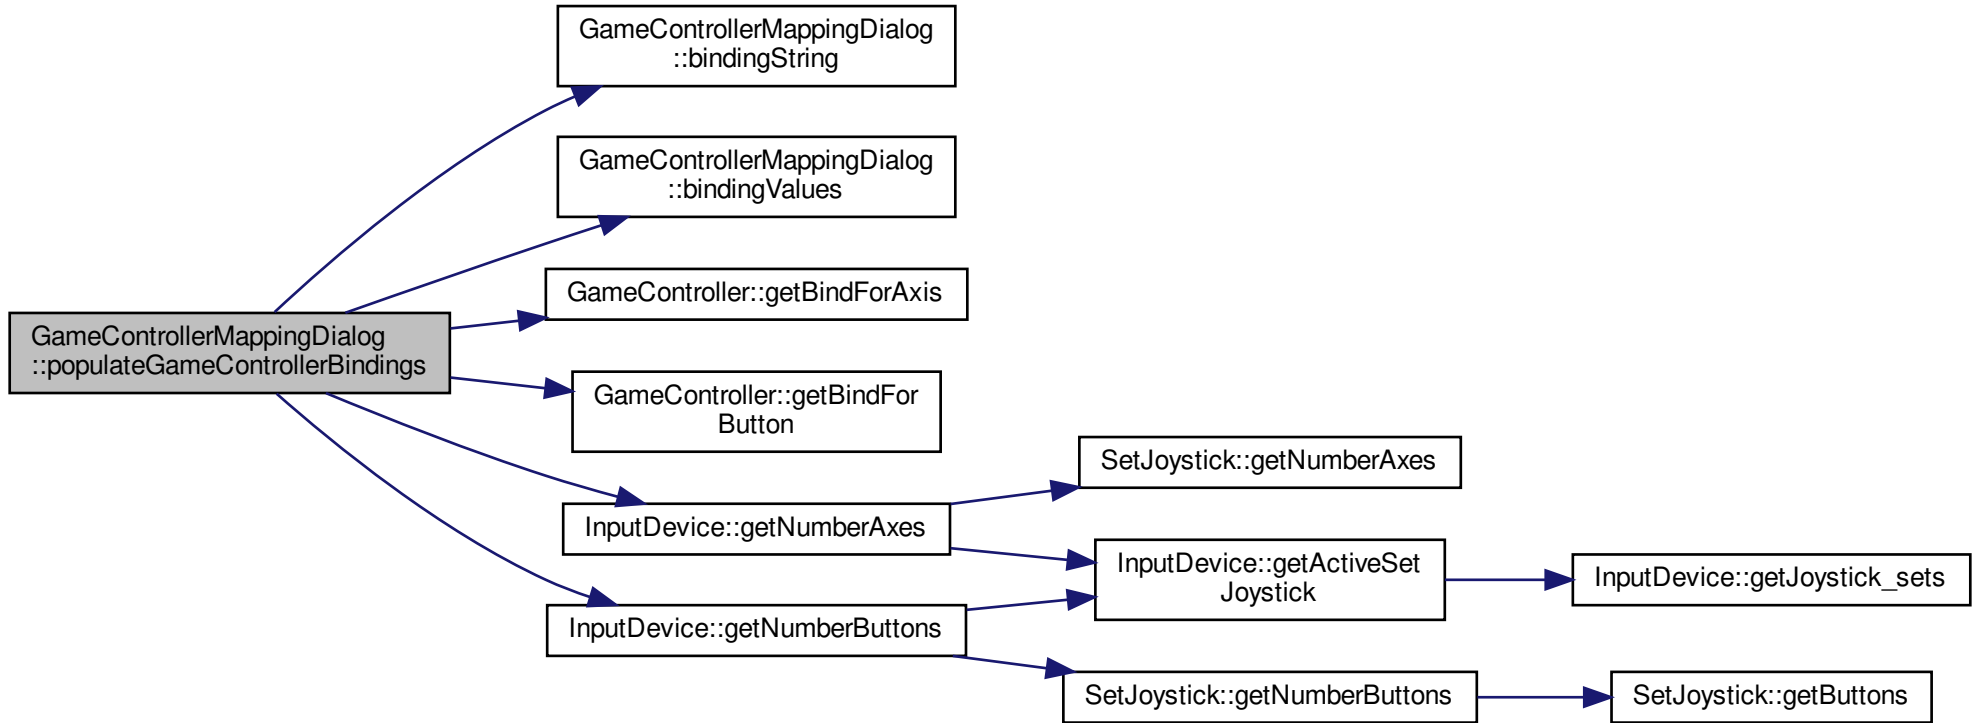 GameControllerMappingDialog
::bindingString
GameControllerMappingDialog
::bindingValues
GameController::getBindForAxis
GameControllerMappingDialog
::populateGameControllerBindings
GameController::getBindFor
Button
SetJoystick::getNumberAxes
InputDevice::getNumberAxes
InputDevice::getActiveSet
Joystick
InputDevice::getJoystick_sets
InputDevice::getNumberButtons
SetJoystick::getNumberButtons
SetJoystick::getButtons